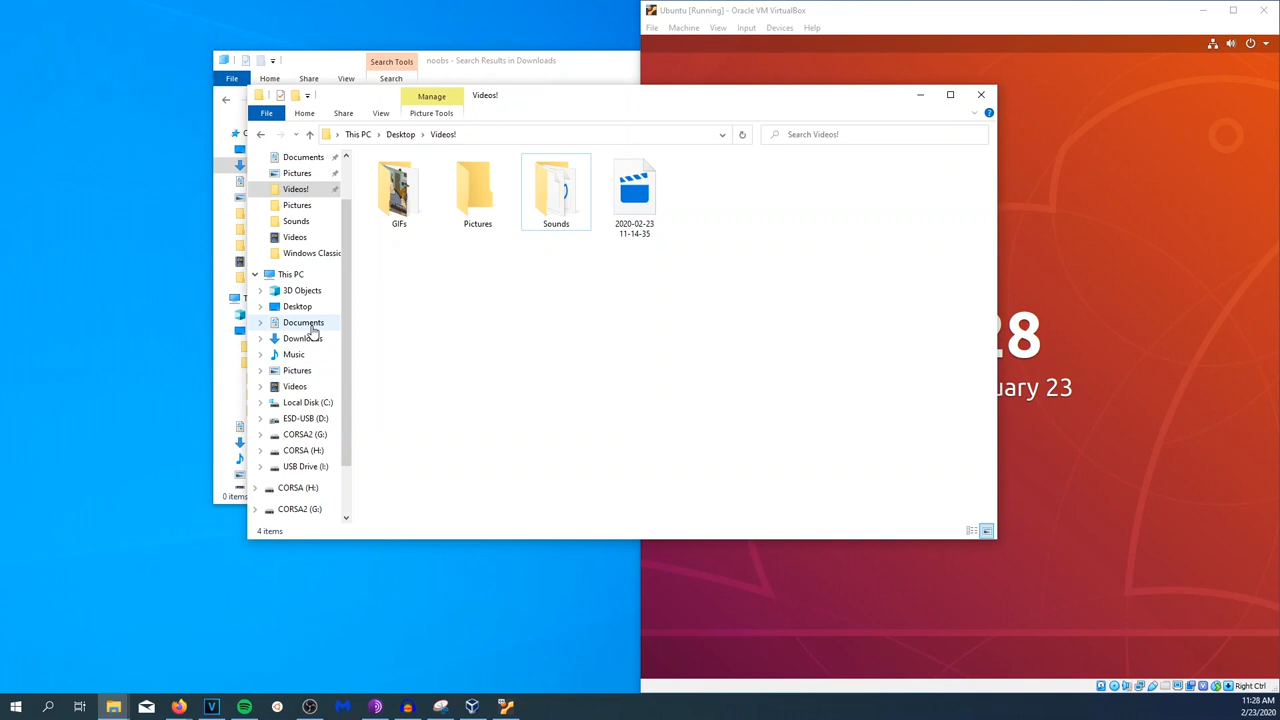 Ubuntu [Running] - Oracle VM VirtualBox
File Machine View Input Devices Help
Search Tools
noobs - Search Results in Downloads
File Home Share View Search
Manage
Videos!
File Home Share View Picture Tools
This PC > Desktop > Videos!
Search Videos!
Documents
Pictures
Videos!
Pictures
Sounds
Videos
Windows Classic
This PC
3D Objects
Desktop
Documents
Downloads
Music
Pictures
Videos
Local Disk (C:)
ESD-USB (D:)
CORSA2 (G:)
CORSA (H:)
USB Drive (I:)
CORSA (H:)
CORSA2 (G:)
GIFs
Pictures
Sounds
2020-02-23
11-14-35
4 items
0 items
28
uary 23
Right Ctrl
11:28 AM
2/23/2020